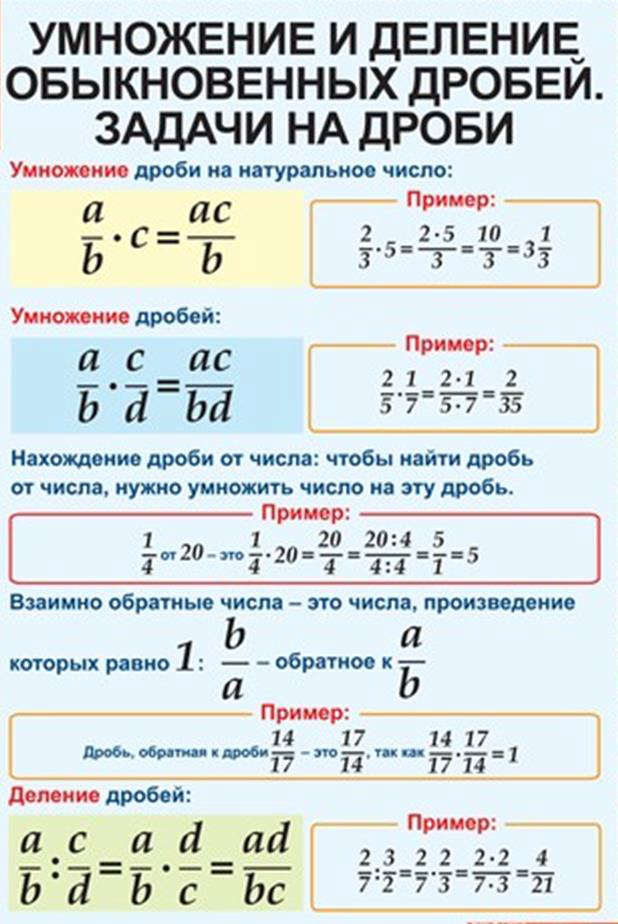 УМНОЖЕНИЕ И ДЕЛЕНИЕ
ОБЫКНОВЕННЫХ ДРОБЕЙ.
ЗАДАЧИ НА ДРОБИ
Умножение дроби на натуральное число:
a/b · c = ac/b
Пример:
2/3 · 5 = 2·5/3 = 10/3 = 3 1/3
Умножение дробей:
a/b · c/d = ac/bd
Пример:
2/5 · 1/7 = 2·1/5·7 = 2/35
Нахождение дроби от числа: чтобы найти дробь
от числа, нужно умножить число на эту дробь.
Пример:
1/4 от 20 – это 1/4 · 20 = 20/4 = 20:4/4:4 = 5/1 = 5
Взаимно обратные числа – это числа, произведение
которых равно 1: b/a – обратное к a/b
Пример:
Дробь, обратная к дроби 14/17 – это 17/14, так как 14/17 · 17/14 = 1
Деление дробей:
a/b : c/d = a/b · d/c = ad/bc
Пример:
2/7 : 3/2 = 2/7 · 2/3 = 2·2/7·3 = 4/21